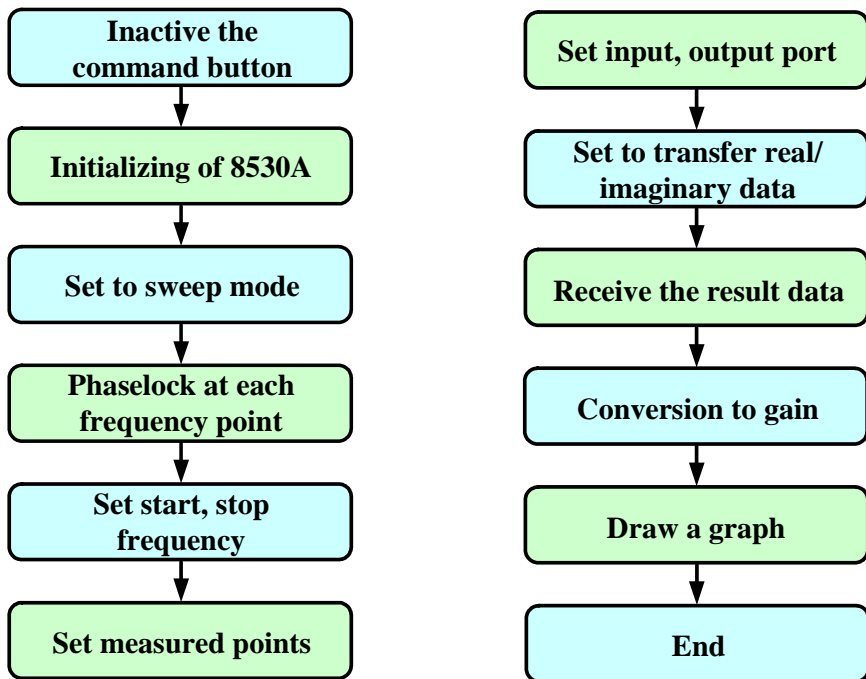 Inactive the
command button
Initializing of 8530A
Set to sweep mode
Phaselock at each
frequency point
Set start, stop
frequency
Set measured points
Set input, output port
Set to transfer real/
imaginary data
Receive the result data
Conversion to gain
Draw a graph
End